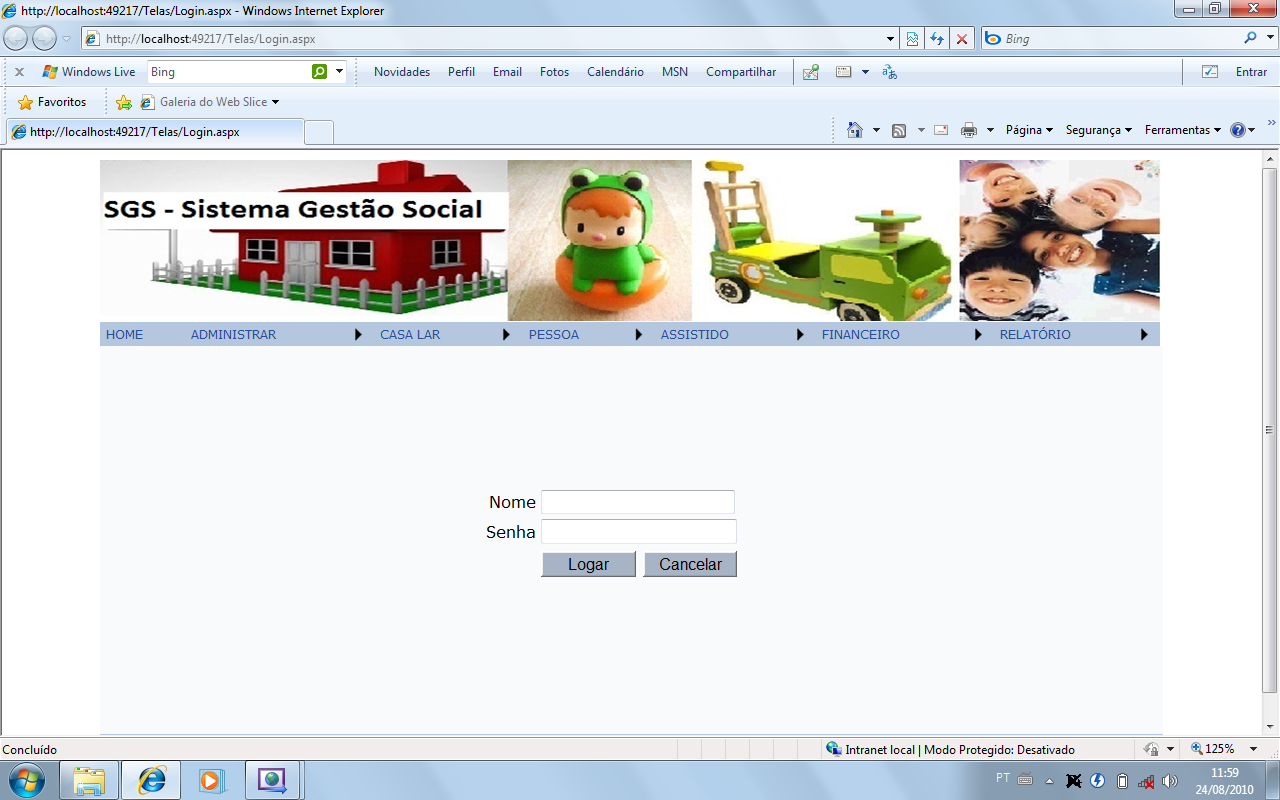 http://localhost:49217/Telas/Login.aspx - Windows Internet Explorer
http://localhost:49217/Telas/Login.aspx Bing
Windows Live Bing Novidades Perfil Email Fotos Calendário MSN Compartilhar Entrar
Favoritos Galeria do Web Slice
http://localhost:49217/Telas/Login.aspx Página Segurança Ferramentas
SGS - Sistema Gestão Social
HOME ADMINISTRAR CASA LAR PESSOA ASSISTIDO FINANCEIRO RELATÓRIO
Nome
Senha
Logar Cancelar
Concluído Intranet local | Modo Protegido: Desativado 125%
PT 11:59
24/08/2010